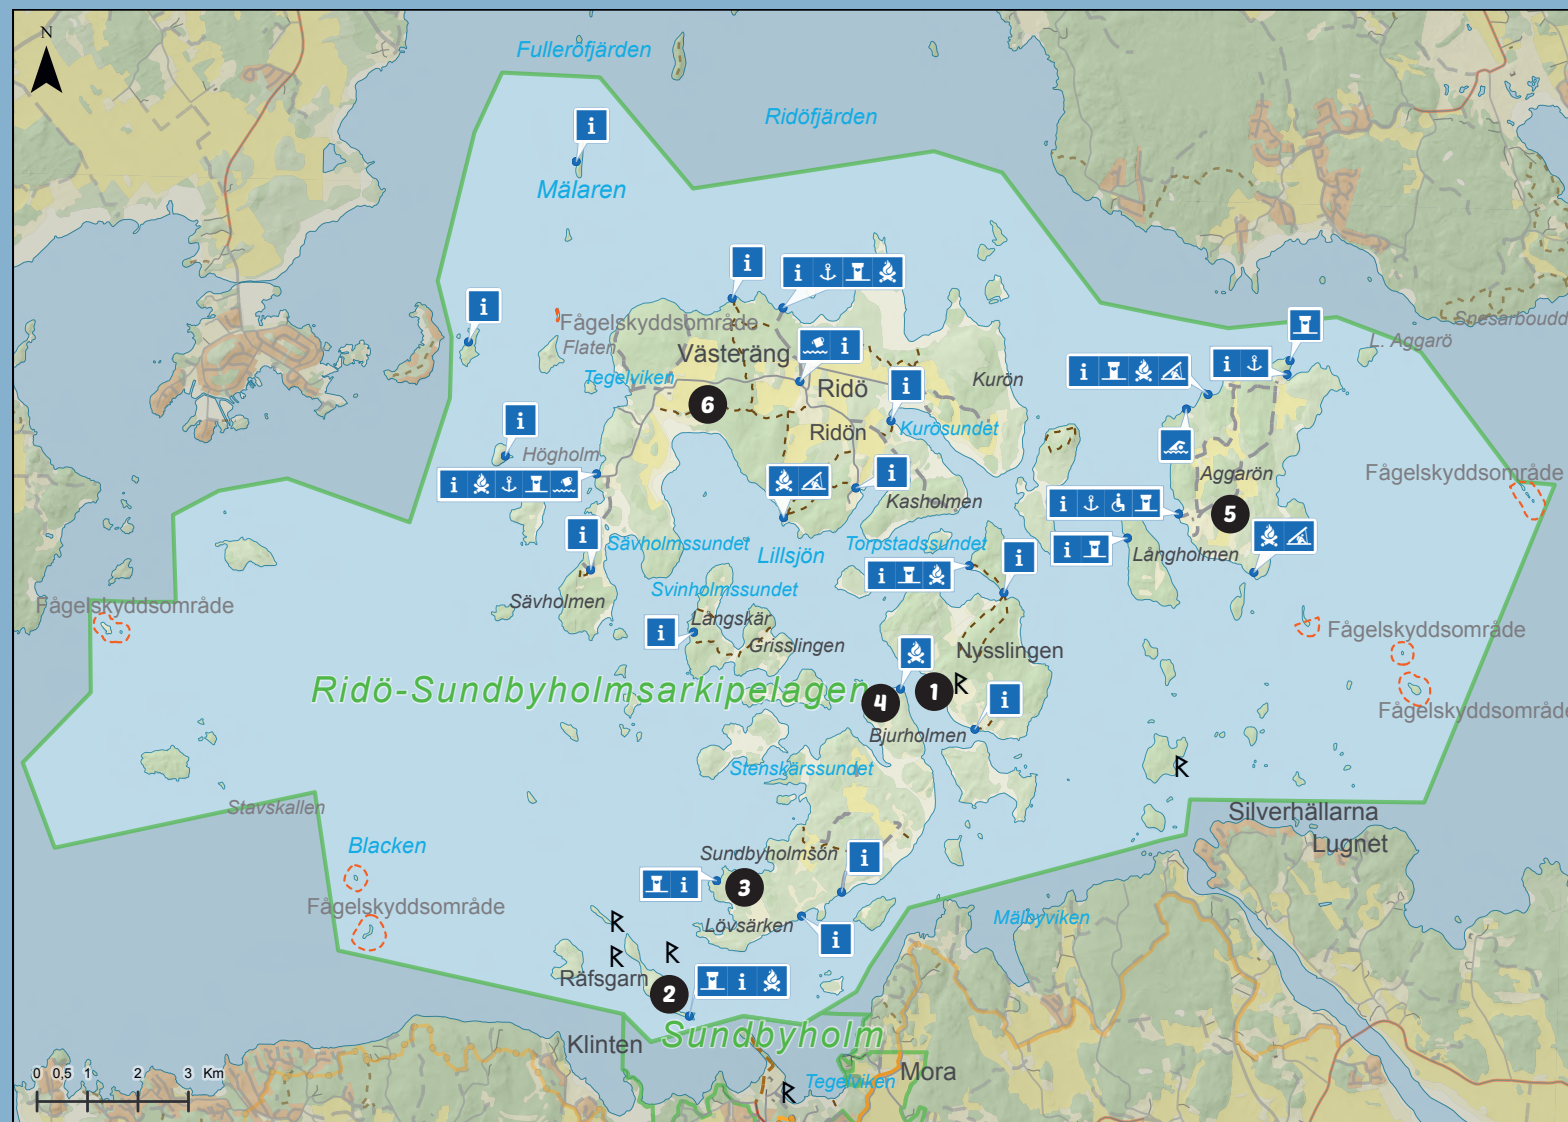 N
Fulleröfjärden
Ridöfjärden
i
Mälaren
i
i ⚓
i
Fågelskyddsområde
Flaten
Västeräng
i
Tegelviken
Ridö
Kurön
i
6
Ridön
Kurösundet
Snesarboudd
L. Aggarö
i
i
i
Högholm
i
i
Kasholmen
Aggarön
Fågelskyddsområde
5
i
i
Sävholmssundet
Lillsjön
Torpstadssundet
i
i
i
Långholmen
Svinholmssundet
Sävholmen
Fågelskyddsområde
Långskär
i
Grisslingen
Nysslingen
Fågelskyddsområde
Ridö-Sundbyholmsarkipelagen
4
1
R
i
Fågelskyddsområde
Bjurholmen
Stenskärssundet
R
Stavskallen
Silverhällarna
Lugnet
Blacken
Sundbyholmsön
i
i
3
Fågelskyddsområde
Lövsärken
i
Mälbyviken
R
R
R
Räfsgarn
2
i
Klinten
Sundbyholm
Mora
Tegelviken
R
0 0,5 1 2 3 Km